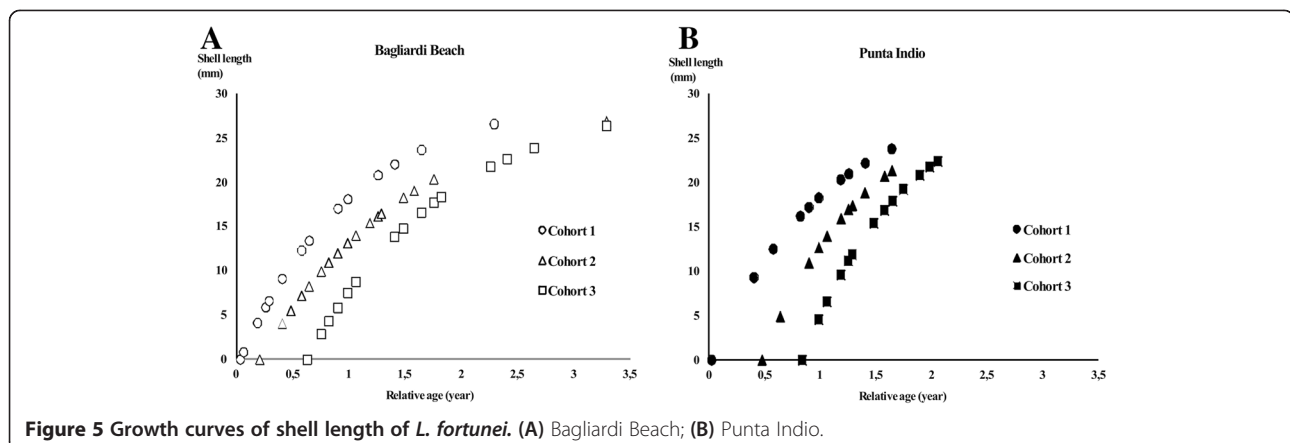 A
Bagliardi Beach
Shell length
(mm)
30
25
20
15
10
5
0
0
0,5
1
1,5
2
2,5
3
3,5
Relative age (year)
Cohort 1
Cohort 2
Cohort 3
B
Punta Indio
Shell length
(mm)
30
25
20
15
10
5
0
0
0,5
1
1,5
2
2,5
3
3,5
Relative age (year)
Cohort 1
Cohort 2
Cohort 3
Figure 5 Growth curves of shell length of L. fortunei. (A) Bagliardi Beach; (B) Punta Indio.